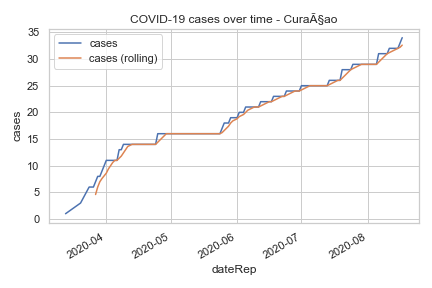 COVID-19 cases over time - CuraÃ§ao
cases
cases (rolling)
35
30
25
20
15
10
5
0
cases
2020-04
2020-05
2020-06
2020-07
2020-08
dateRep